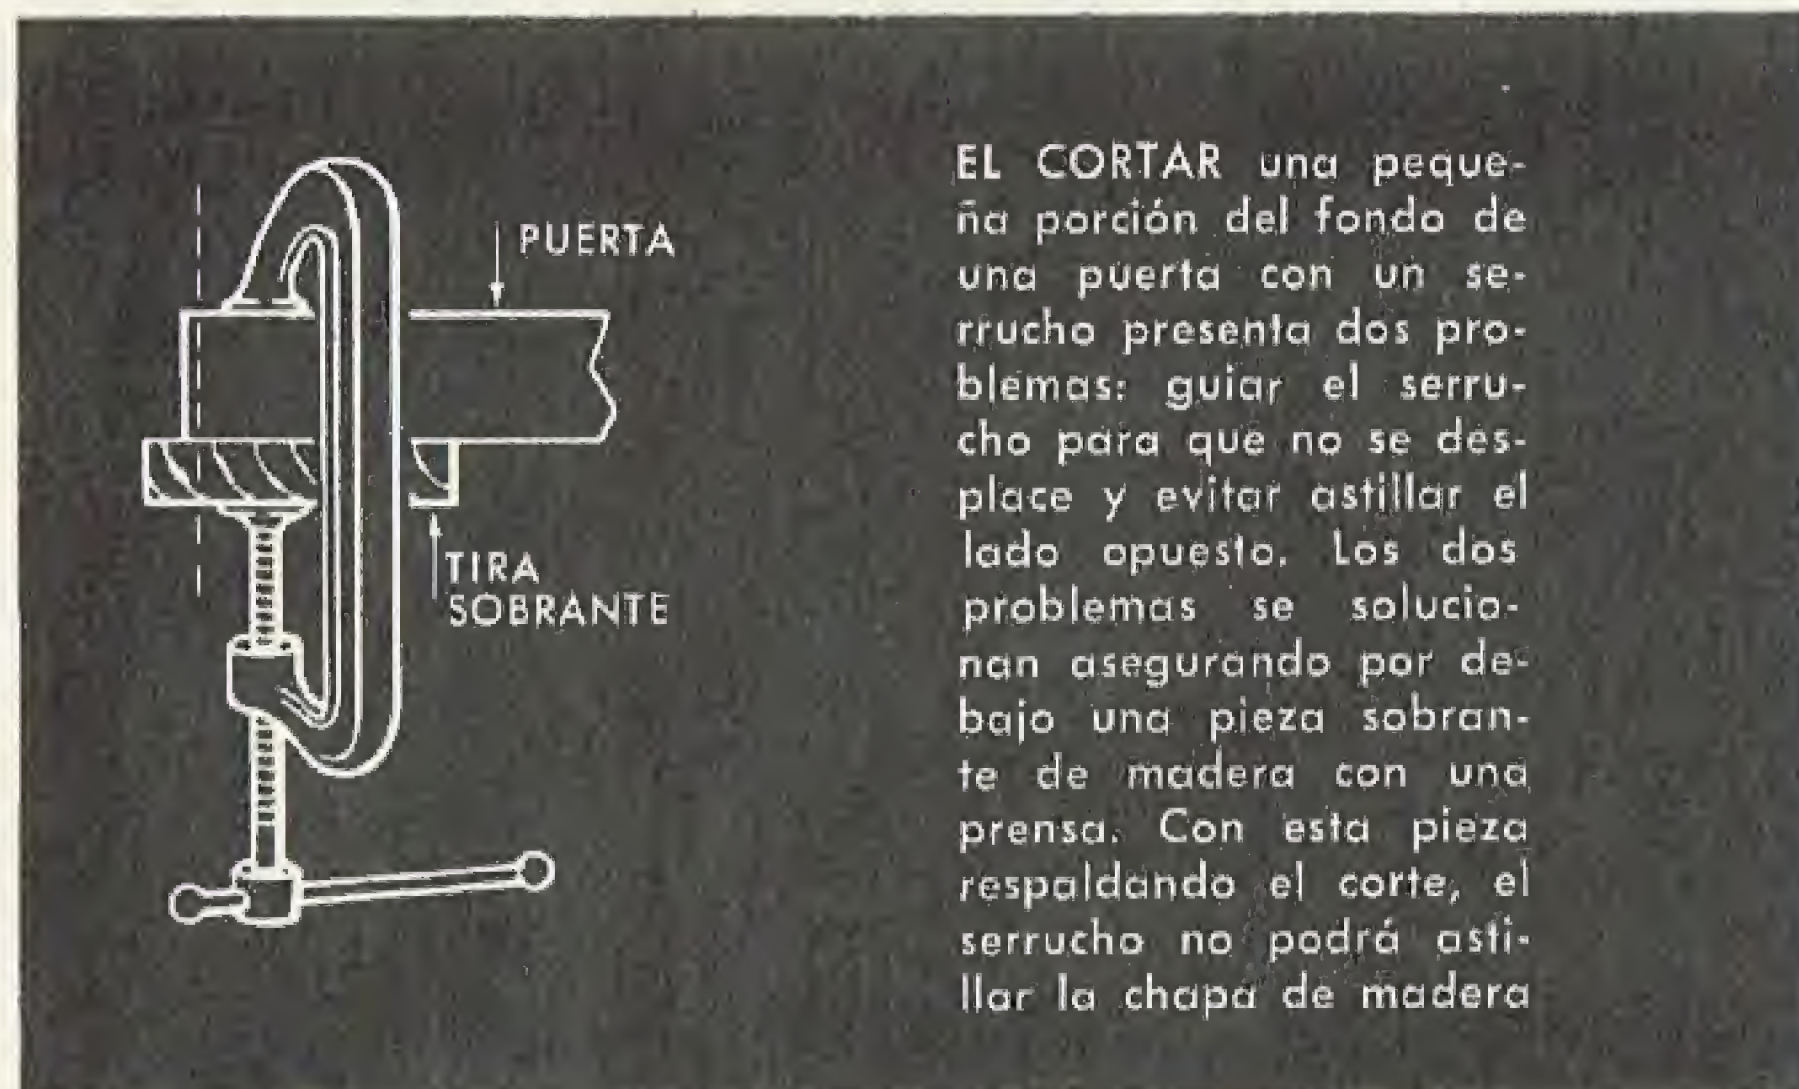 PUERTA
TIRA
SOBRANTE
EL CORTAR una peque-
ña porción del fondo de
una puerta con un se-
rrucho presenta dos pro-
blemas: guiar el serru-
cho para que no se des-
place y evitar astillar el
lado opuesto. Los dos
problemas se solucio-
nan asegurando por de-
bajo una pieza sobran-
te de madera con una
prensa. Con esta pieza
respaldando el corte, el
serrucho no podrá asti-
llar la chapa de madera